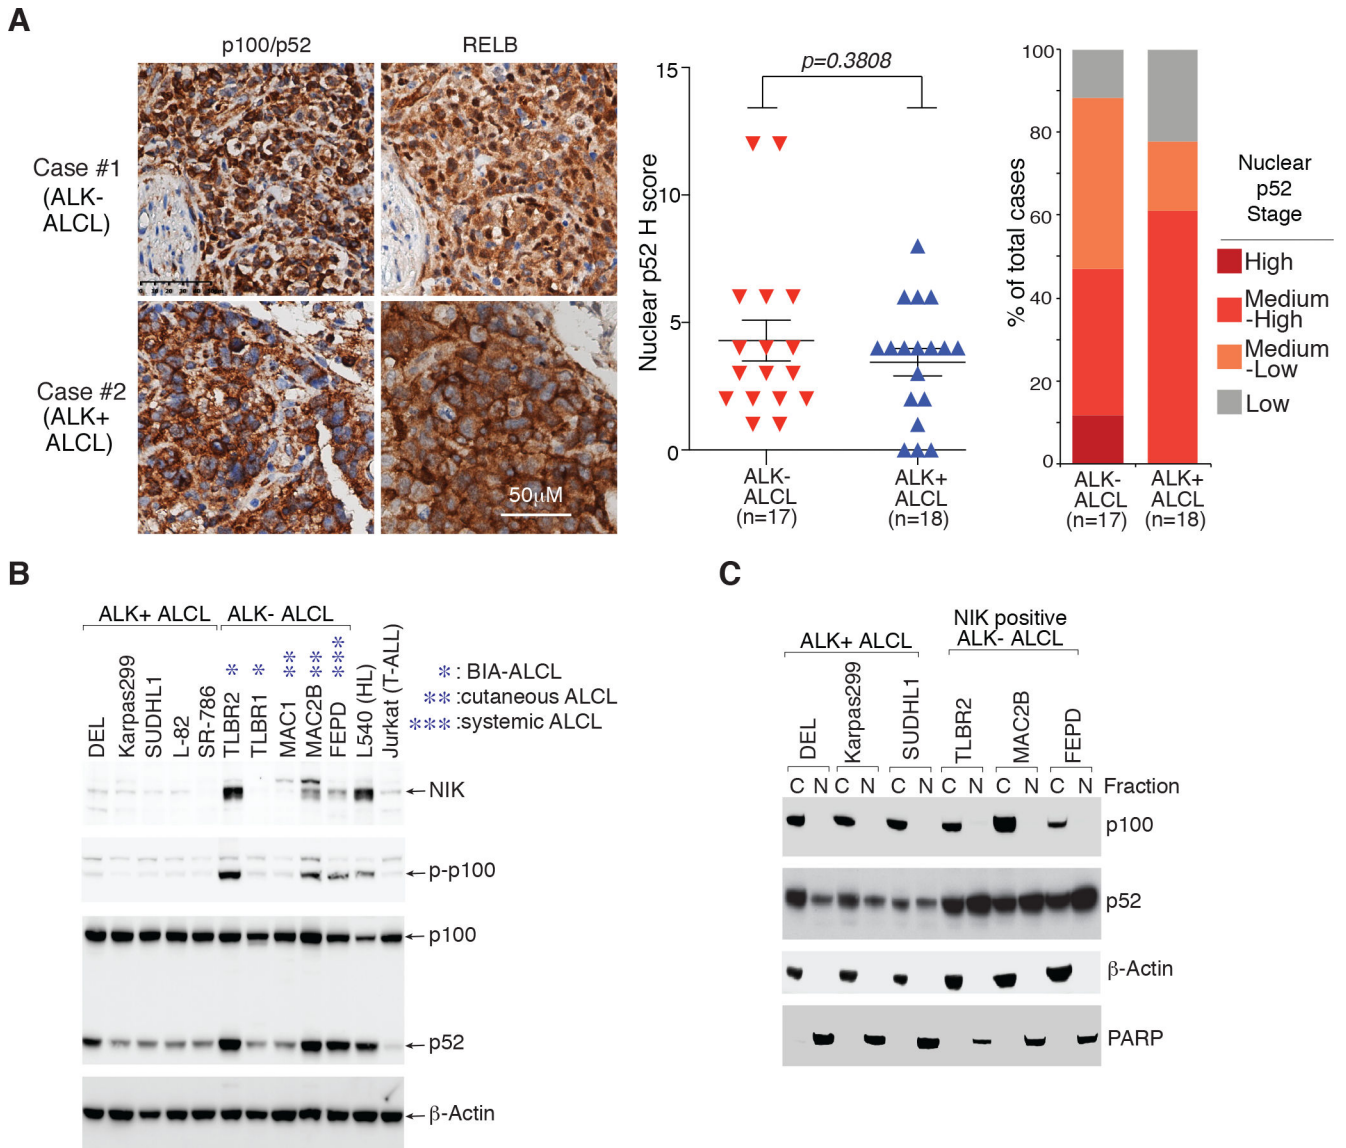 A
p100/p52
RELB
Case #1
(ALK-
ALCL)
Case #2
(ALK+
ALCL)
50µM
Nuclear p52 H score
15
10
5
0
p=0.3808
ALK-
ALCL
(n=17)
ALK+
ALCL
(n=18)
% of total cases
100
80
60
40
20
0
ALK-
ALCL
(n=17)
ALK+
ALCL
(n=18)
Nuclear
p52
Stage
High
Medium
-High
Medium
-Low
Low
B
ALK+ ALCL
ALK- ALCL
DEL
Karpas299
SUDHL1
L-82
SR-786
TLBR2 *
TLBR1 *
MAC1 **
MAC2B **
FEPD ***
L540 (HL)
Jurkat (T-ALL)
* : BIA-ALCL
** :cutaneous ALCL
*** :systemic ALCL
NIK
p-p100
p100
p52
β-Actin
C
ALK+ ALCL
NIK positive
ALK- ALCL
DEL
Karpas299
SUDHL1
TLBR2
MAC2B
FEPD
C N C N C N C N C N C N Fraction
p100
p52
β-Actin
PARP